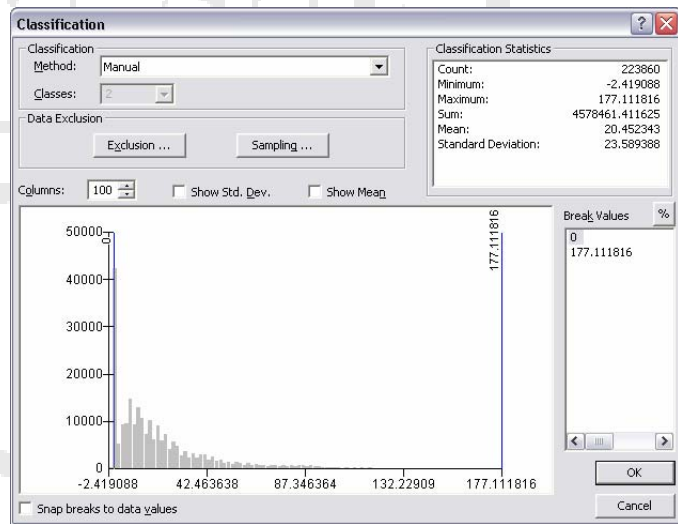 Classification
Classification
Method: Manual
Classes: 2
Data Exclusion
Exclusion ...
Sampling ...
Classification Statistics
Count: 223860
Minimum: -2.419088
Maximum: 177.111816
Sum: 4578461.411625
Mean: 20.452343
Standard Deviation: 23.589388
Columns: 100
Show Std. Dev.
Show Mean
Break Values %
0
177.111816
0
177.111816
50000
40000
30000
20000
10000
0
-2.419088 42.463638 87.346364 132.22909 177.111816
Snap breaks to data values
OK
Cancel